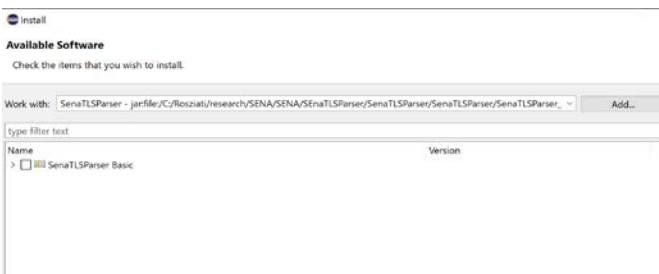 Install
Available Software
Check the items that you wish to install.
Work with: SenaTLSParser - jar:file:/C:/Rosziati/research/SENA/SENA/SEnaTLSParser/SenaTLSParser/SenaTLSParser/SenaTLSParser_ Add...
type filter text
Name Version
SenaTLSParser Basic